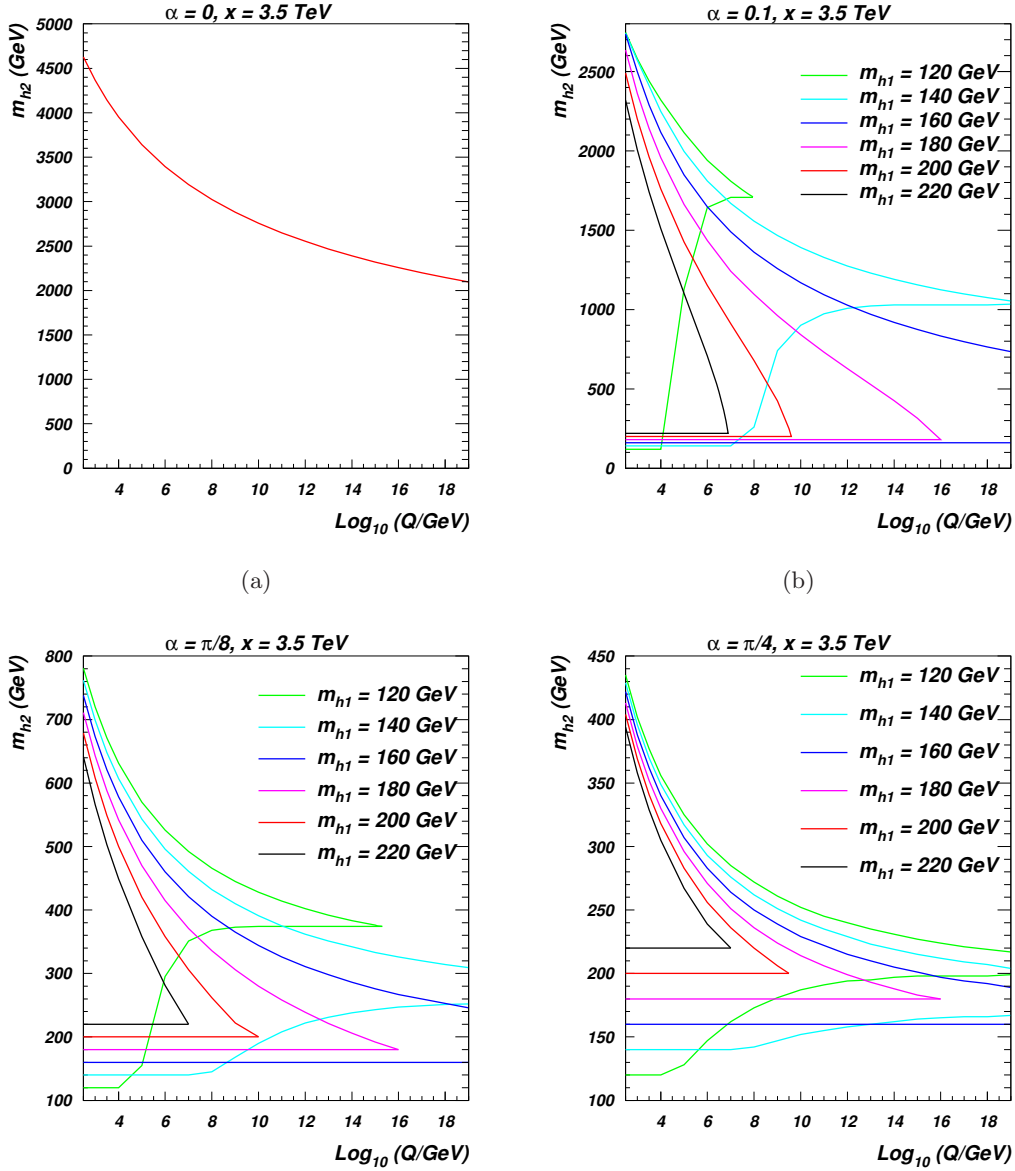 α = 0, x = 3.5 TeV
m_h2 (GeV)
5000
4500
4000
3500
3000
2500
2000
1500
1000
500
0
4 6 8 10 12 14 16 18
Log_10 (Q/GeV)
(a)
α = 0.1, x = 3.5 TeV
m_h2 (GeV)
2500
2000
1500
1000
500
0
m_h1 = 120 GeV
m_h1 = 140 GeV
m_h1 = 160 GeV
m_h1 = 180 GeV
m_h1 = 200 GeV
m_h1 = 220 GeV
4 6 8 10 12 14 16 18
Log_10 (Q/GeV)
(b)
α = π/8, x = 3.5 TeV
m_h2 (GeV)
800
700
600
500
400
300
200
100
m_h1 = 120 GeV
m_h1 = 140 GeV
m_h1 = 160 GeV
m_h1 = 180 GeV
m_h1 = 200 GeV
m_h1 = 220 GeV
4 6 8 10 12 14 16 18
Log_10 (Q/GeV)
α = π/4, x = 3.5 TeV
m_h2 (GeV)
450
400
350
300
250
200
150
100
m_h1 = 120 GeV
m_h1 = 140 GeV
m_h1 = 160 GeV
m_h1 = 180 GeV
m_h1 = 200 GeV
m_h1 = 220 GeV
4 6 8 10 12 14 16 18
Log_10 (Q/GeV)